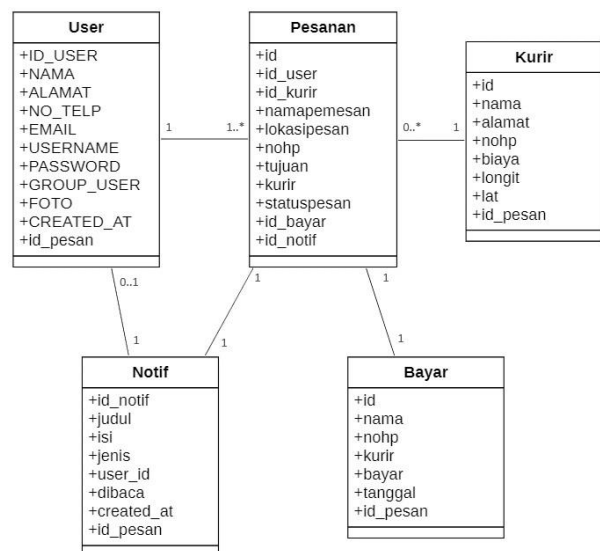 User
+ID_USER
+NAMA
+ALAMAT
+NO_TELP
+EMAIL
+USERNAME
+PASSWORD
+GROUP_USER
+FOTO
+CREATED_AT
+id_pesan
1
1..*
Pesanan
+id
+id_user
+id_kurir
+namapemesan
+lokasipesan
+nohp
+tujuan
+kurir
+statuspesan
+id_bayar
+id_notif
0..*
1
Kurir
+id
+nama
+alamat
+nohp
+biaya
+longit
+lat
+id_pesan
0..1
1
1
1
1
1
Notif
+id_notif
+judul
+isi
+jenis
+user_id
+dibaca
+created_at
+id_pesan
Bayar
+id
+nama
+nohp
+kurir
+bayar
+tanggal
+id_pesan